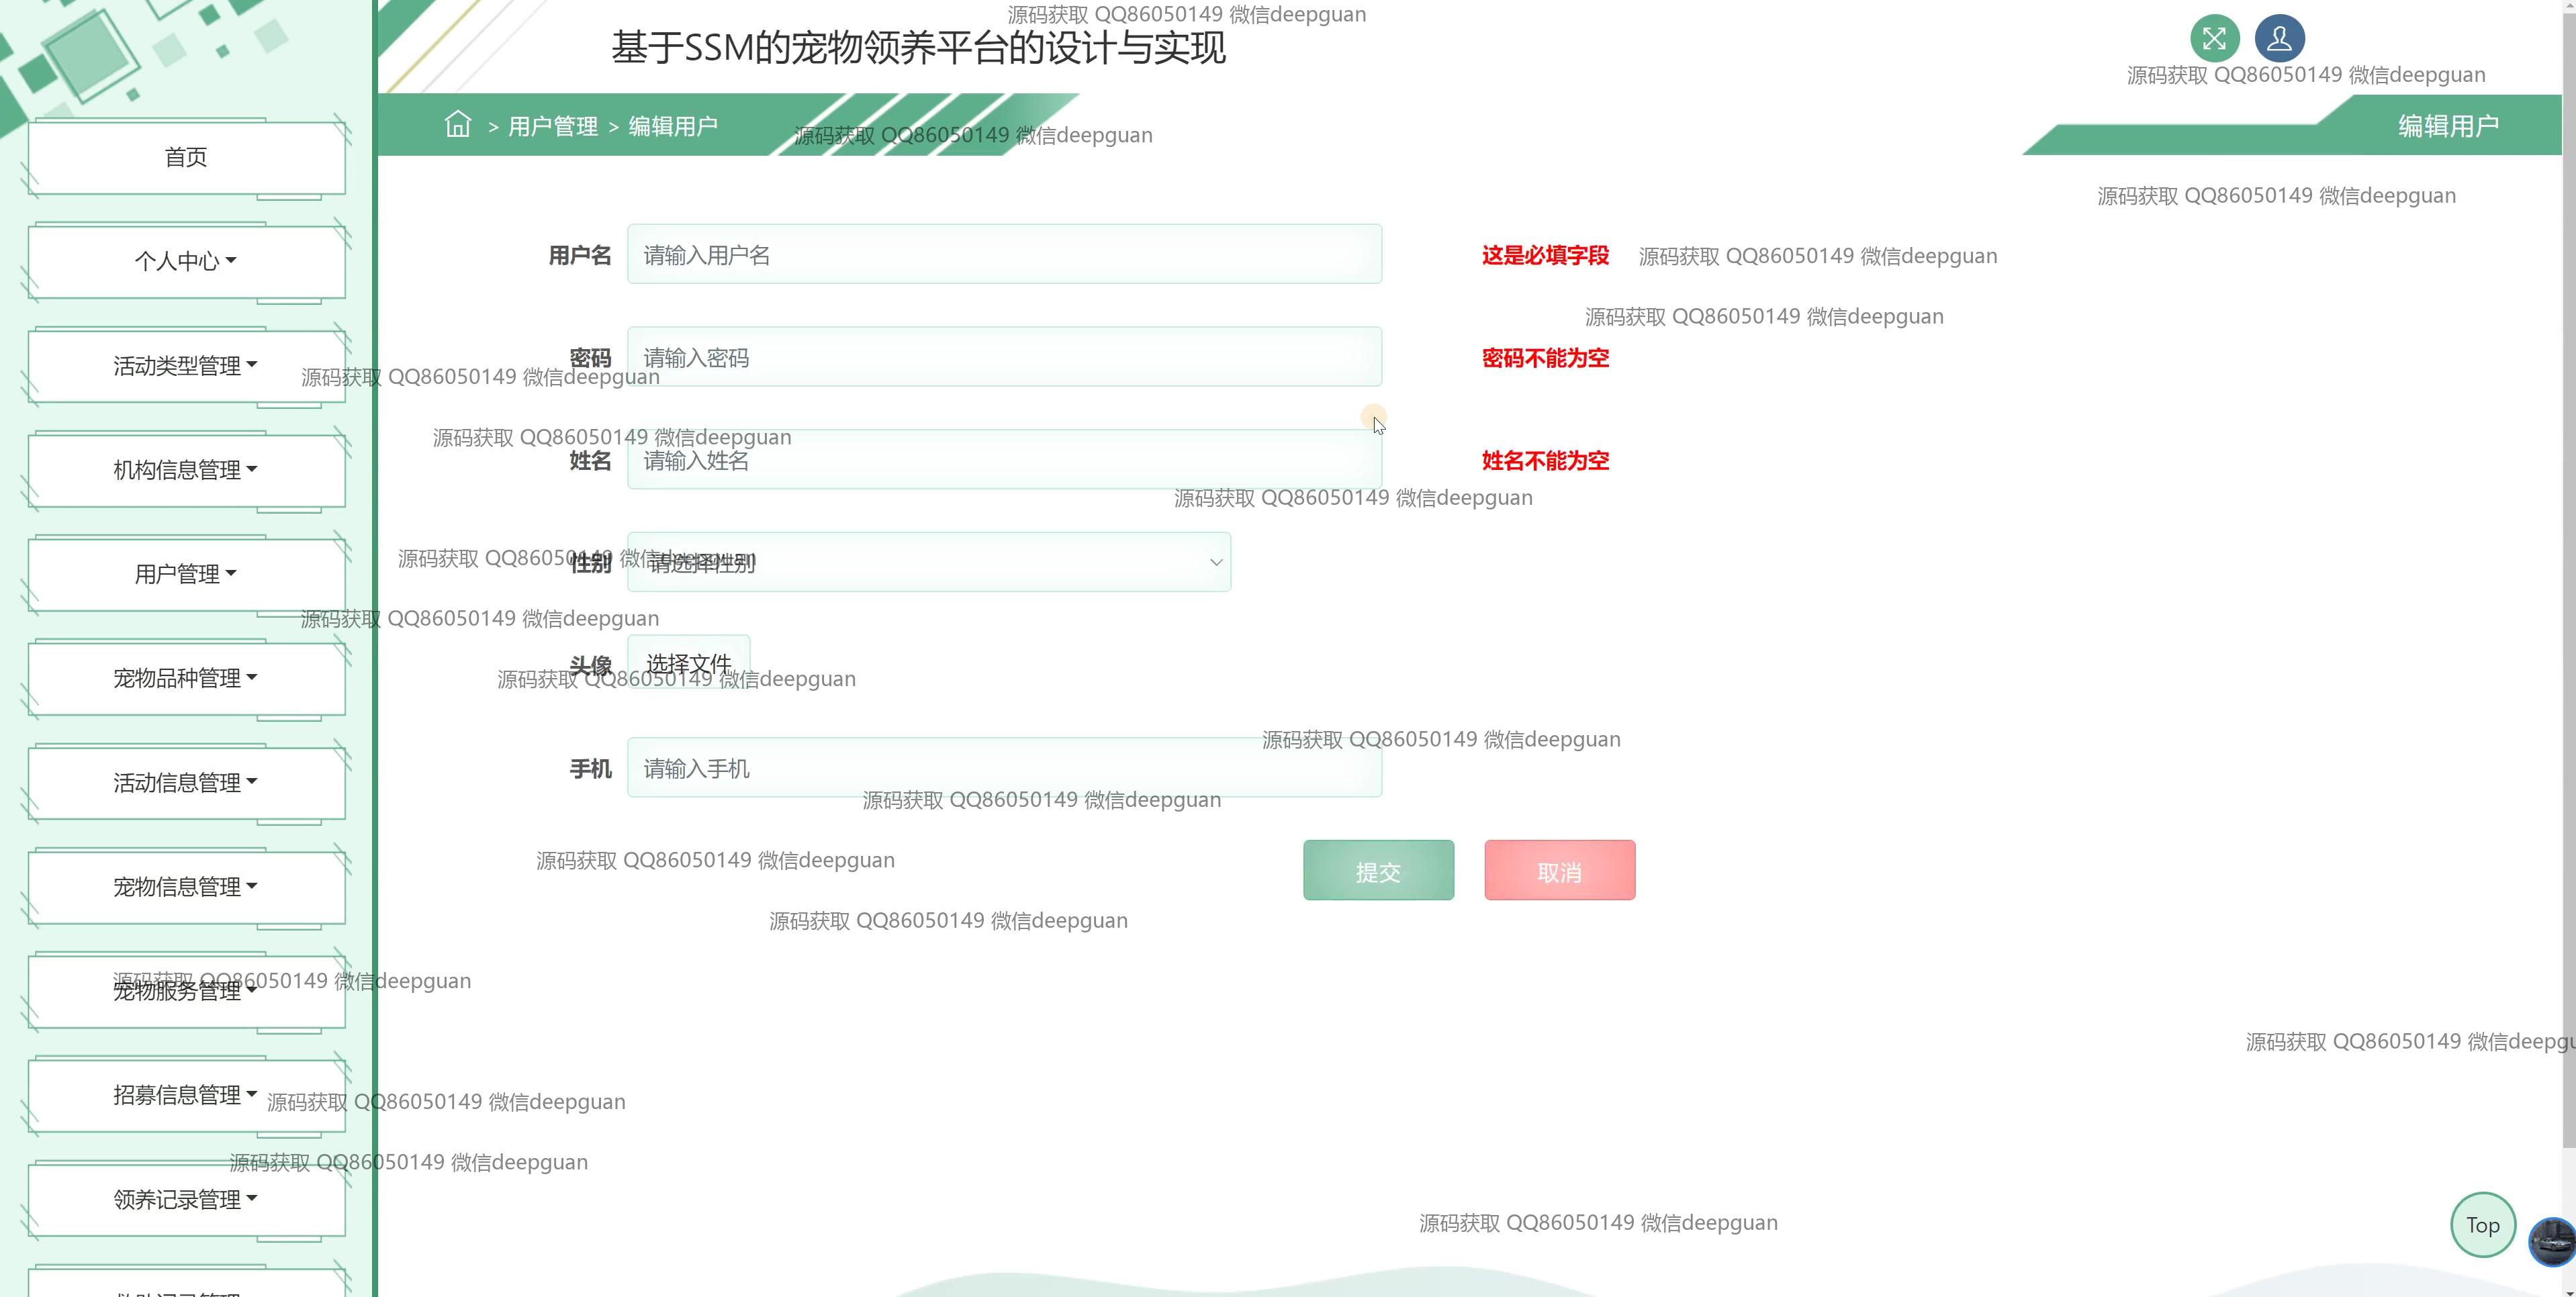 源码获取 QQ86050149 微信deepguan
基于SSM的宠物领养平台的设计与实现
源码获取 QQ86050149 微信deepguan
> 用户管理 > 编辑用户
源码获取 QQ86050149 微信deepguan
编辑用户
首页
源码获取 QQ86050149 微信deepguan
用户名 请输入用户名 这是必填字段
源码获取 QQ86050149 微信deepguan
个人中心
源码获取 QQ86050149 微信deepguan
密码 请输入密码 密码不能为空
活动类型管理
源码获取 QQ86050149 微信deepguan
源码获取 QQ86050149 微信deepguan
姓名 请输入姓名 姓名不能为空
机构信息管理
源码获取 QQ86050149 微信deepguan
源码获取 QQ86050149 微信deepguan
性别 请选择性别
用户管理
源码获取 QQ86050149 微信deepguan
头像 选择文件
宠物品种管理
源码获取 QQ86050149 微信deepguan
源码获取 QQ86050149 微信deepguan
手机 请输入手机
活动信息管理
源码获取 QQ86050149 微信deepguan
源码获取 QQ86050149 微信deepguan
提交 取消
宠物信息管理
源码获取 QQ86050149 微信deepguan
源码获取 QQ86050149 微信deepguan
宠物服务管理
源码获取 QQ86050149 微信deepgu
招募信息管理
源码获取 QQ86050149 微信deepguan
源码获取 QQ86050149 微信deepguan
领养记录管理
源码获取 QQ86050149 微信deepguan
Top